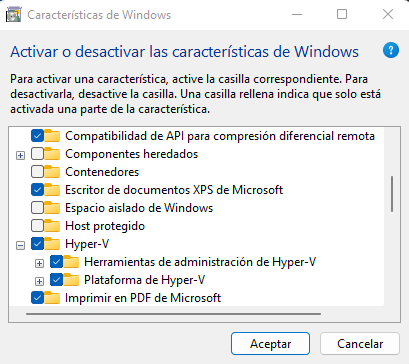 Características de Windows
Activar o desactivar las características de Windows
?
Para activar una característica, active la casilla correspondiente. Para
desactivarla, desactive la casilla. Una casilla rellena indica que solo está
activada una parte de la característica.
Compatibilidad de API para compresión diferencial remota
Componentes heredados
Contenedores
Escritor de documentos XPS de Microsoft
Espacio aislado de Windows
Host protegido
Hyper-V
Herramientas de administración de Hyper-V
Plataforma de Hyper-V
Imprimir en PDF de Microsoft
Aceptar
Cancelar